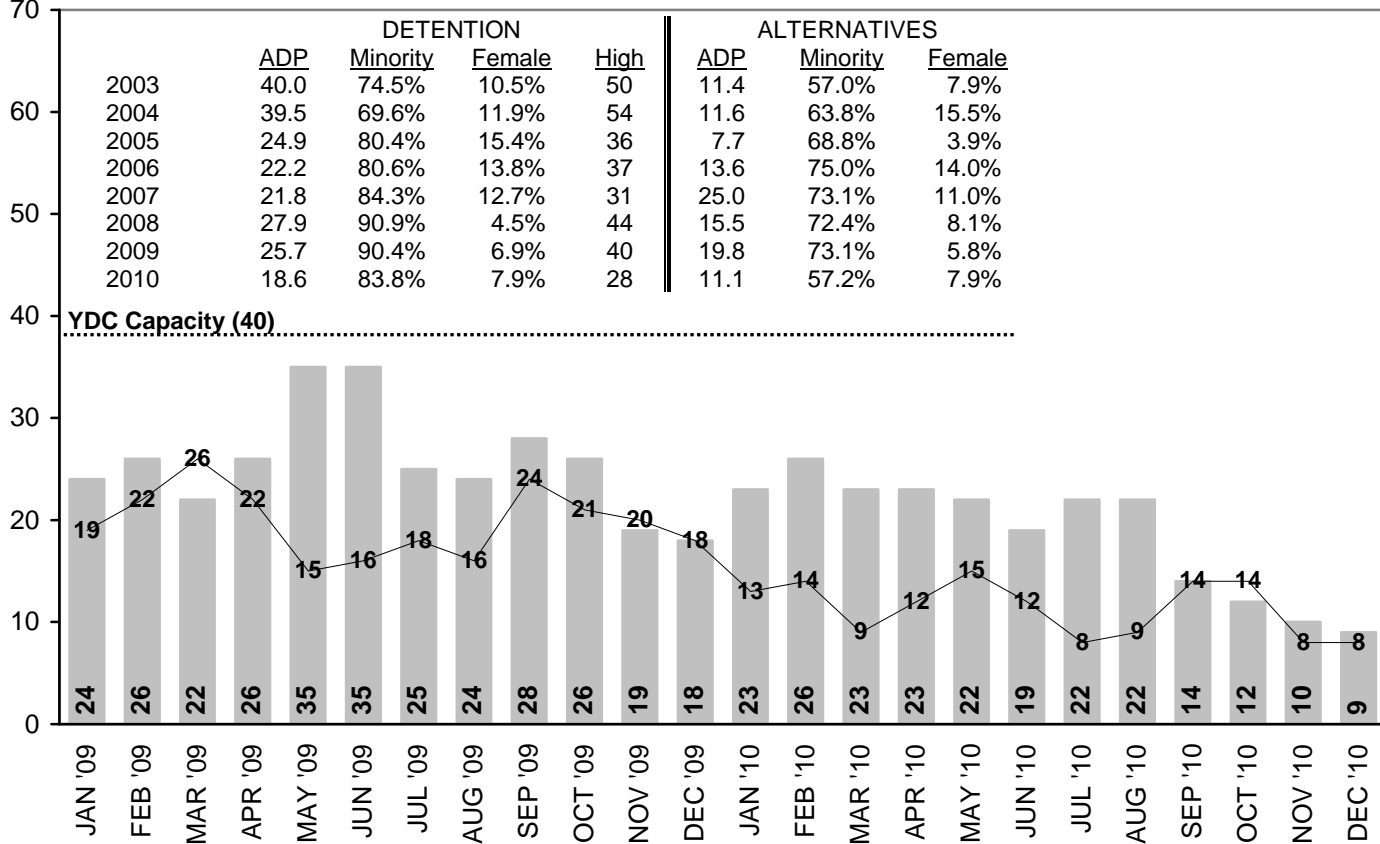 70
DETENTION ALTERNATIVES
ADP Minority Female High ADP Minority Female
2003 40.0 74.5% 10.5% 50 11.4 57.0% 7.9%
60
2004 39.5 69.6% 11.9% 54 11.6 63.8% 15.5%
2005 24.9 80.4% 15.4% 36 7.7 68.8% 3.9%
2006 22.2 80.6% 13.8% 37 13.6 75.0% 14.0%
2007 21.8 84.3% 12.7% 31 25.0 73.1% 11.0%
50
2008 27.9 90.9% 4.5% 44 15.5 72.4% 8.1%
2009 25.7 90.4% 6.9% 40 19.8 73.1% 5.8%
2010 18.6 83.8% 7.9% 28 11.1 57.2% 7.9%
40
YDC Capacity (40)
30
20
10
0
19 22 26 22 15 16 18 16 24 21 20 18 13 14 9 12 15 12 8 9 14 14 8 8
24 26 22 26 35 35 25 24 28 26 19 18 23 26 23 23 22 19 22 22 14 12 10 9
JAN '09 FEB '09 MAR '09 APR '09 MAY '09 JUN '09 JUL '09 AUG '09 SEP '09 OCT '09 NOV '09 DEC '09 JAN '10 FEB '10 MAR '10 APR '10 MAY '10 JUN '10 JUL '10 AUG '10 SEP '10 OCT '10 NOV '10 DEC '10